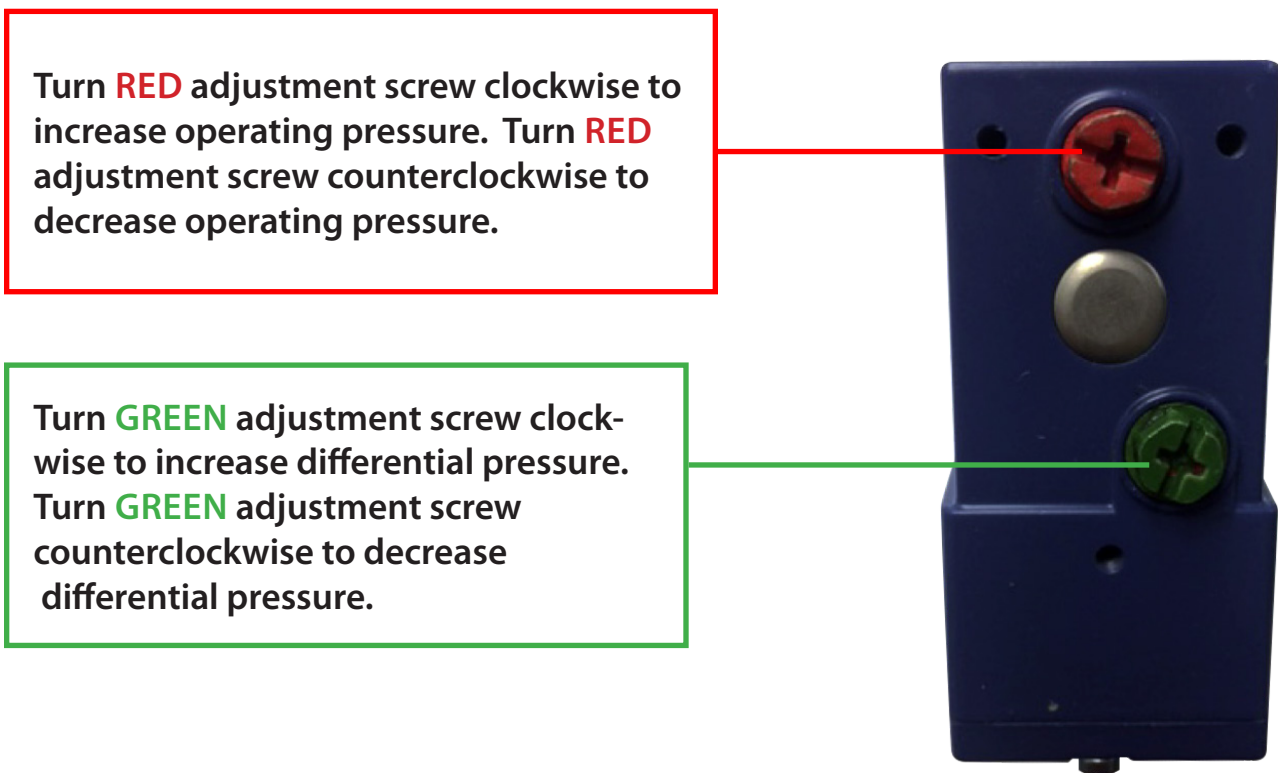 Turn RED adjustment screw clockwise to
increase operating pressure.  Turn RED
adjustment screw counterclockwise to
decrease operating pressure.
Turn GREEN adjustment screw clock-
wise to increase differential pressure.
Turn GREEN adjustment screw
counterclockwise to decrease
differential pressure.